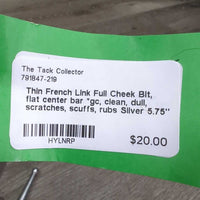 The Tack Collector
791847-219
Thin French Link Full Cheek Bit,
flat center bar *gc, clean, dull,
scratches, scuffs, rubs Silver 5.75"
HYLNRP
$20.00